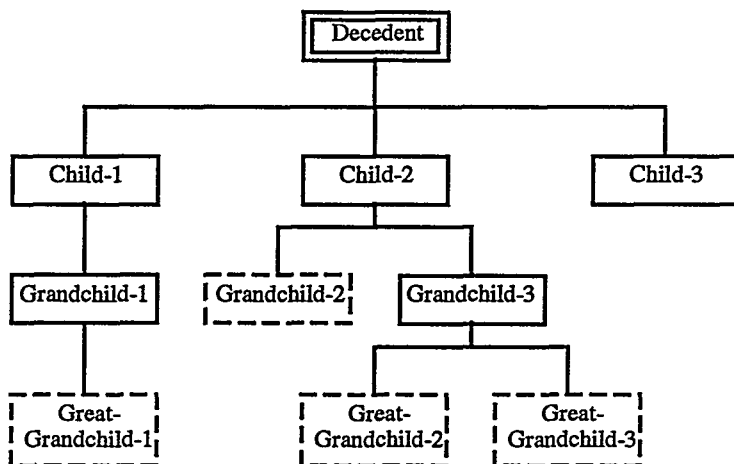 Decedent
Child-1
Child-2
Child-3
Grandchild-1
Grandchild-2
Grandchild-3
Great-
Grandchild-1
Great-
Grandchild-2
Great-
Grandchild-3